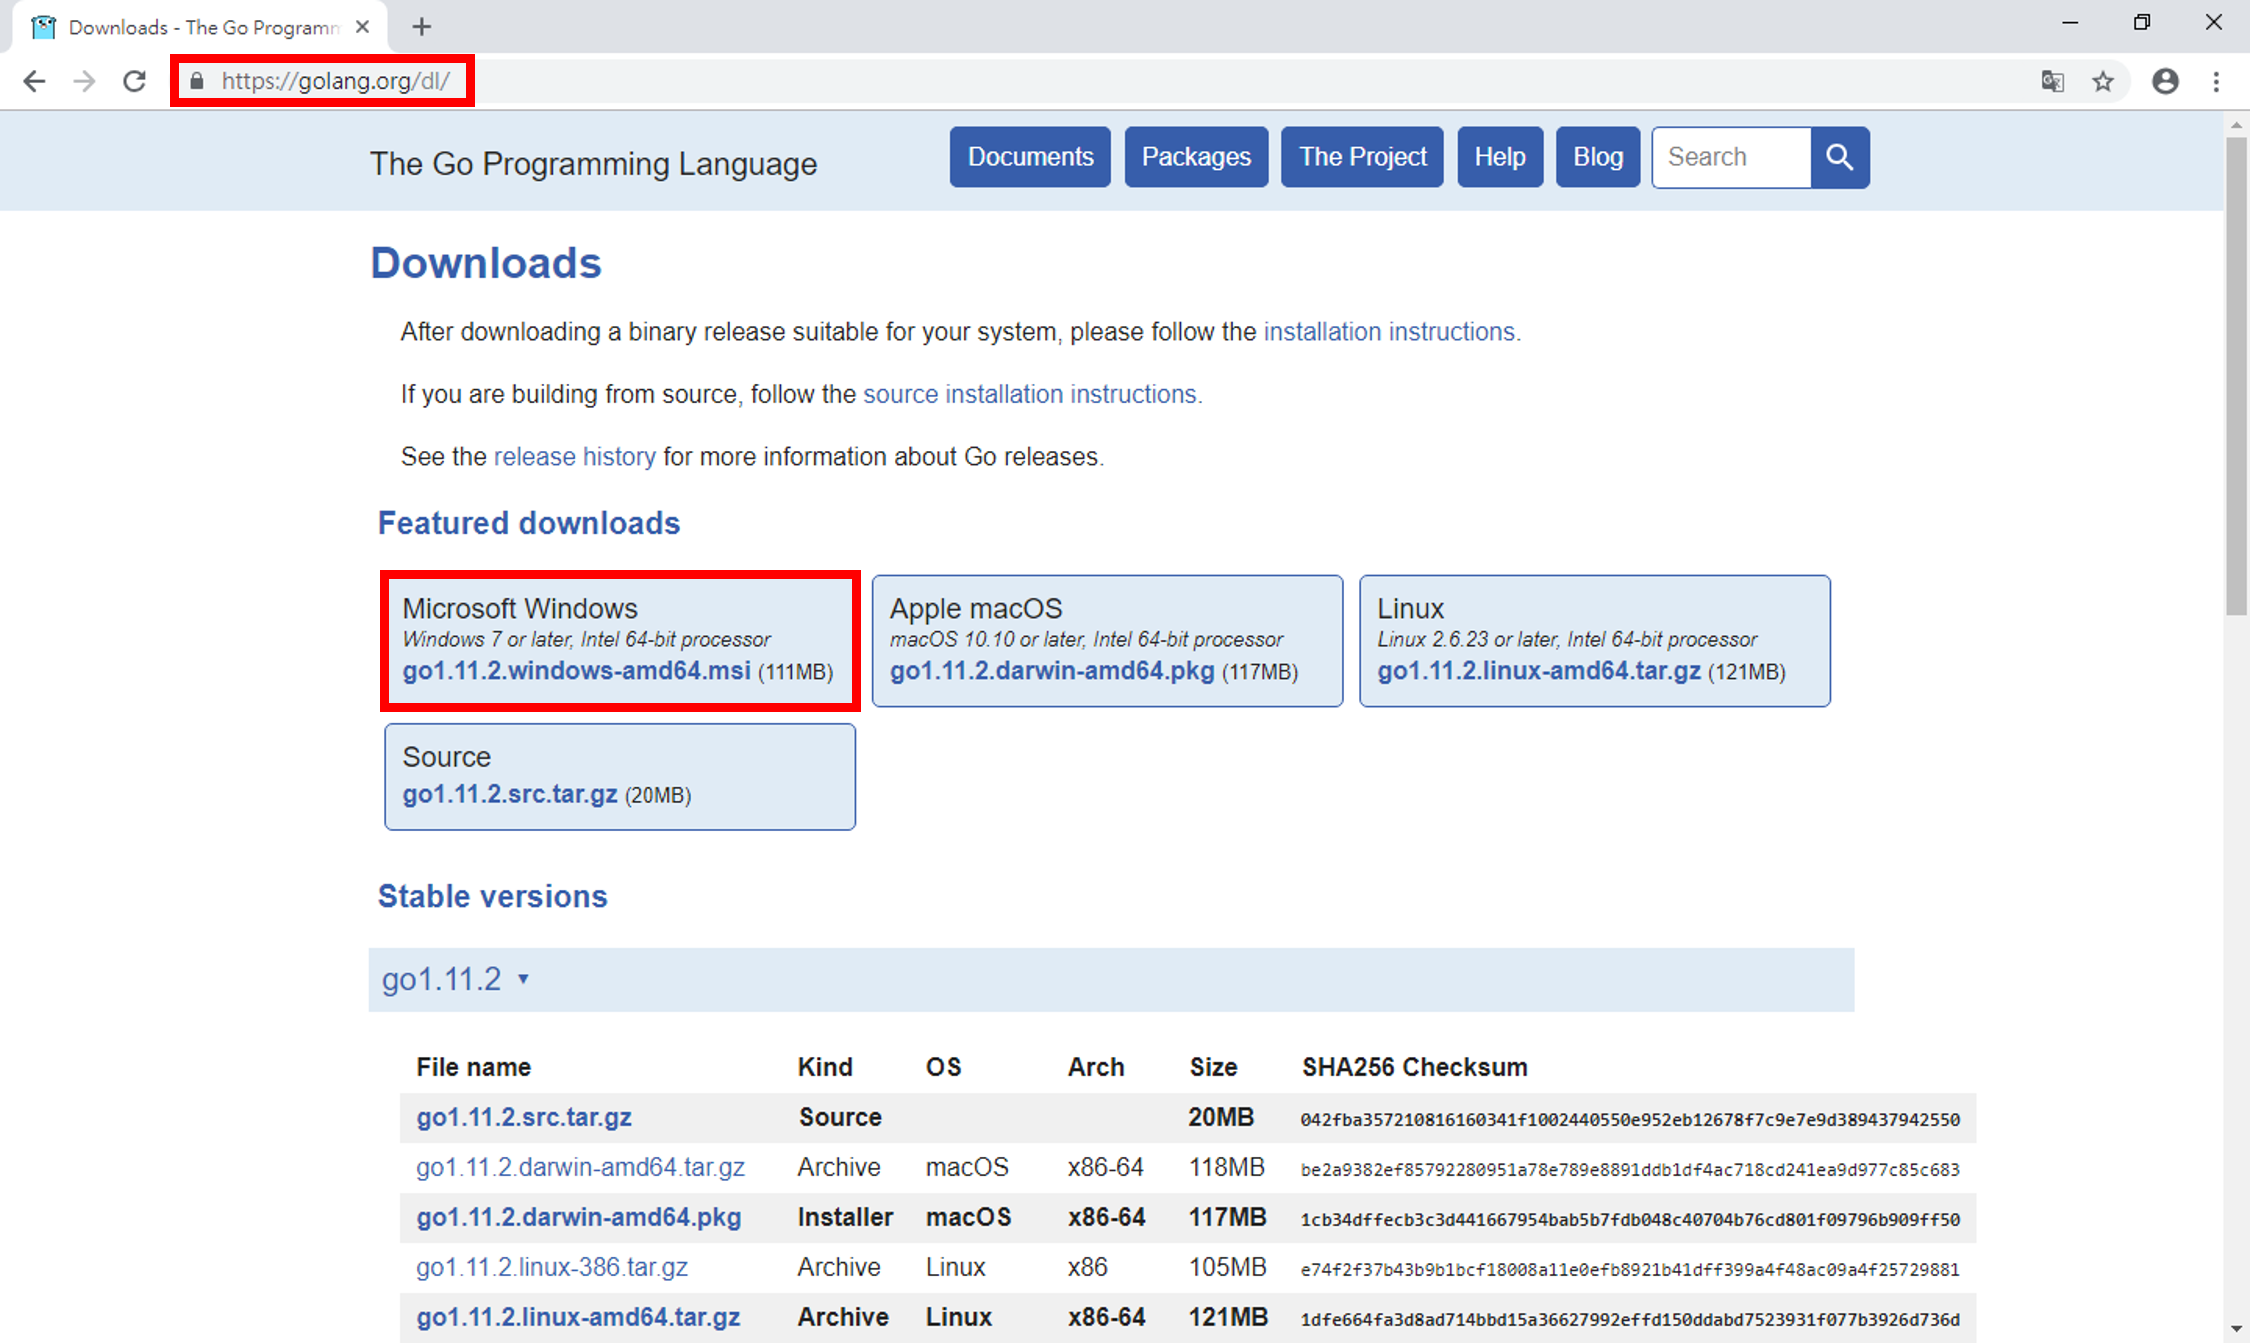 Downloads - The Go Programm
https://golang.org/dl/
The Go Programming Language
Documents
Packages
The Project
Help
Blog
Search
Downloads
After downloading a binary release suitable for your system, please follow the installation instructions.
If you are building from source, follow the source installation instructions.
See the release history for more information about Go releases.
Featured downloads
Microsoft Windows
Windows 7 or later, Intel 64-bit processor
go1.11.2.windows-amd64.msi (111MB)
Apple macOS
macOS 10.10 or later, Intel 64-bit processor
go1.11.2.darwin-amd64.pkg (117MB)
Linux
Linux 2.6.23 or later, Intel 64-bit processor
go1.11.2.linux-amd64.tar.gz (121MB)
Source
go1.11.2.src.tar.gz (20MB)
Stable versions
go1.11.2 ▾
File name Kind OS Arch Size SHA256 Checksum
go1.11.2.src.tar.gz Source 20MB 042fba357210816160341f1002440550e952eb12678f7c9e7e9d389437942550
go1.11.2.darwin-amd64.tar.gz Archive macOS x86-64 118MB be2a9382ef85792280951a78e789e8891ddb1df4ac718cd241ea9d977c85c683
go1.11.2.darwin-amd64.pkg Installer macOS x86-64 117MB 1cb34dffecb3c3d441667954bab5b7fdb048c40704b76cd801f09796b909ff50
go1.11.2.linux-386.tar.gz Archive Linux x86 105MB e74f2f37b43b9b1bcf18008a11e0efb8921b41dff399a4f48ac09a4f25729881
go1.11.2.linux-amd64.tar.gz Archive Linux x86-64 121MB 1dfe664fa3d8ad714bbd15a36627992effd150ddabd7523931f077b3926d736d